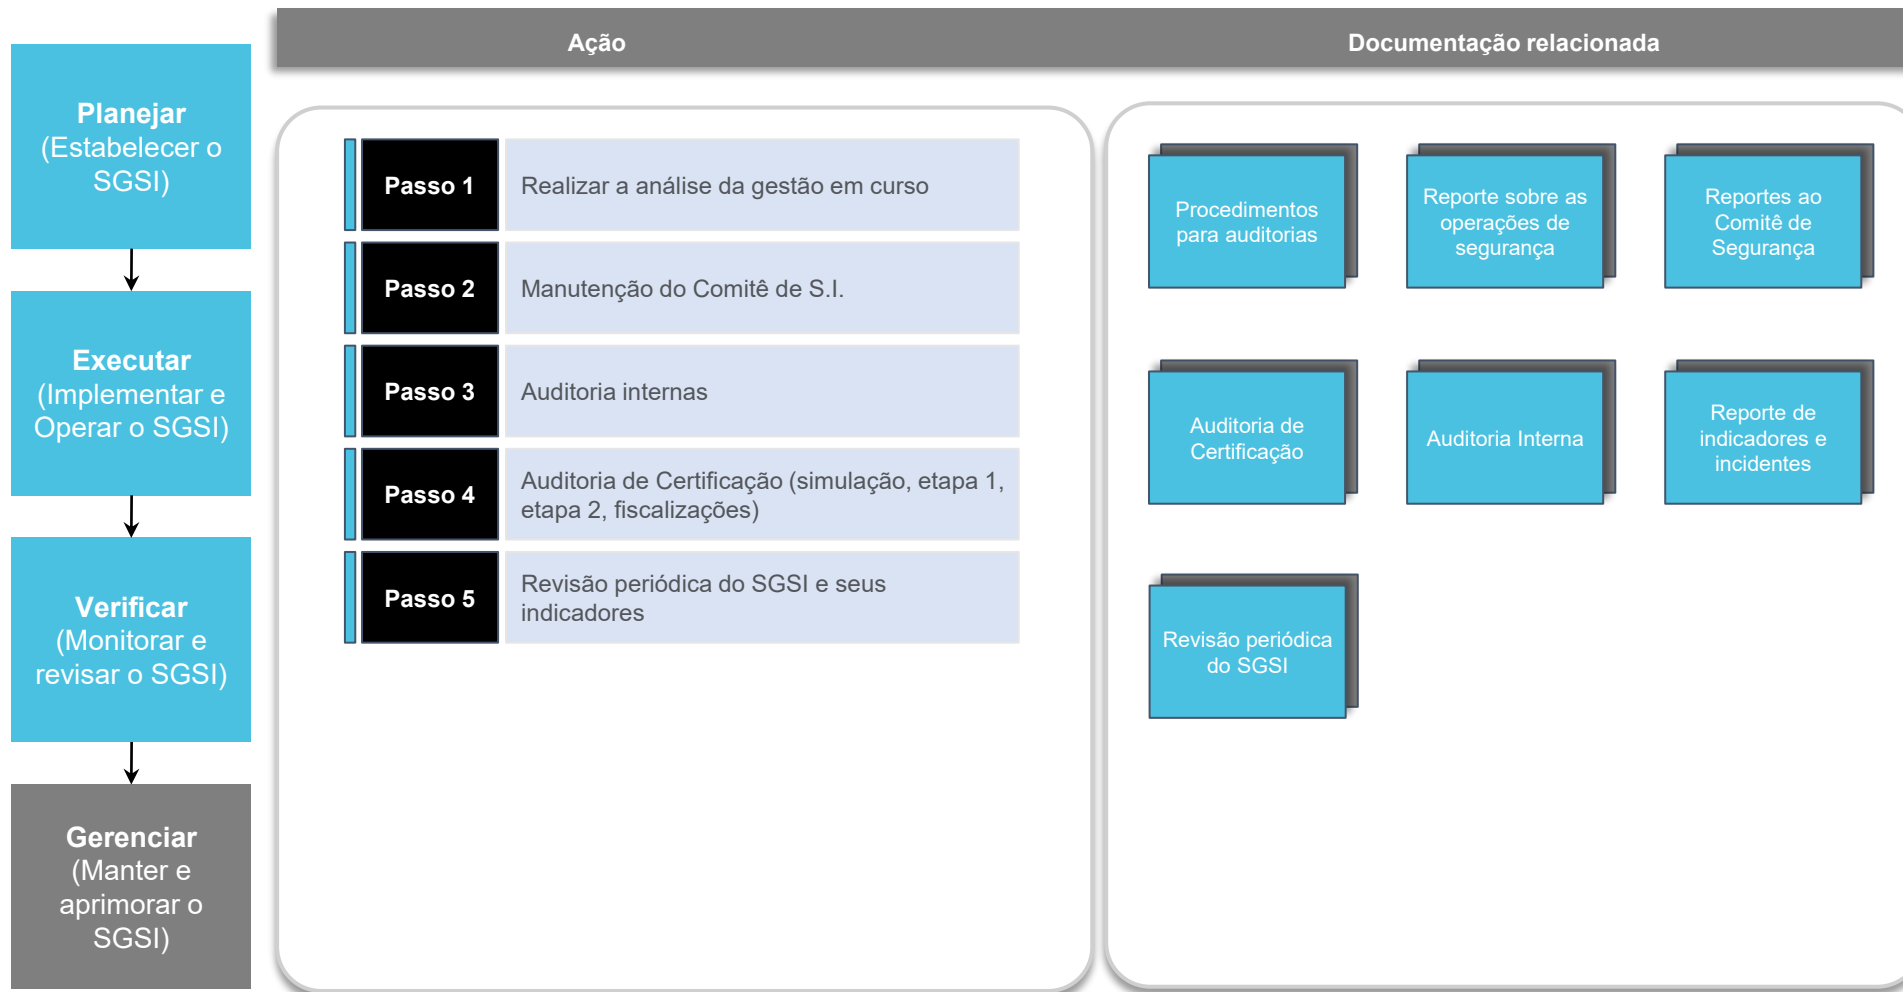 Ação
Documentação relacionada
Planejar
(Estabelecer o
SGSI)
Executar
(Implementar e
Operar o SGSI)
Verificar
(Monitorar e
revisar o SGSI)
Gerenciar
(Manter e
aprimorar o
SGSI)
Passo 1
Realizar a análise da gestão em curso
Passo 2
Manutenção do Comitê de S.I.
Passo 3
Auditoria internas
Passo 4
Auditoria de Certificação (simulação, etapa 1,
etapa 2, fiscalizações)
Passo 5
Revisão periódica do SGSI e seus
indicadores
Procedimentos
para auditorias
Reporte sobre as
operações de
segurança
Reportes ao
Comitê de
Segurança
Auditoria de
Certificação
Auditoria Interna
Reporte de
indicadores e
incidentes
Revisão periódica
do SGSI